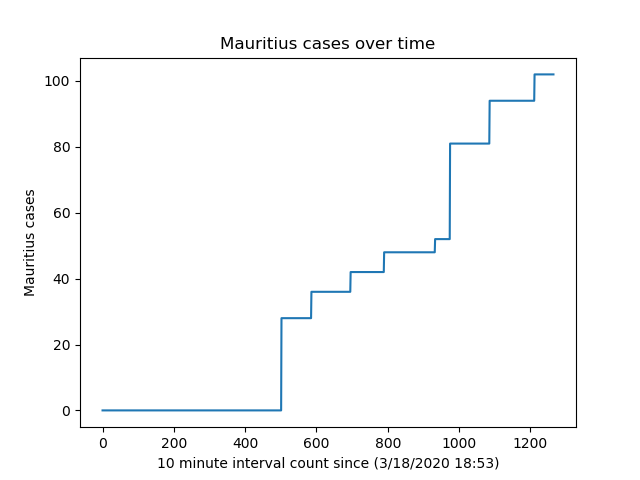 Mauritius cases over time
100
80
60
40
20
0
Mauritius cases
0 200 400 600 800 1000 1200
10 minute interval count since (3/18/2020 18:53)